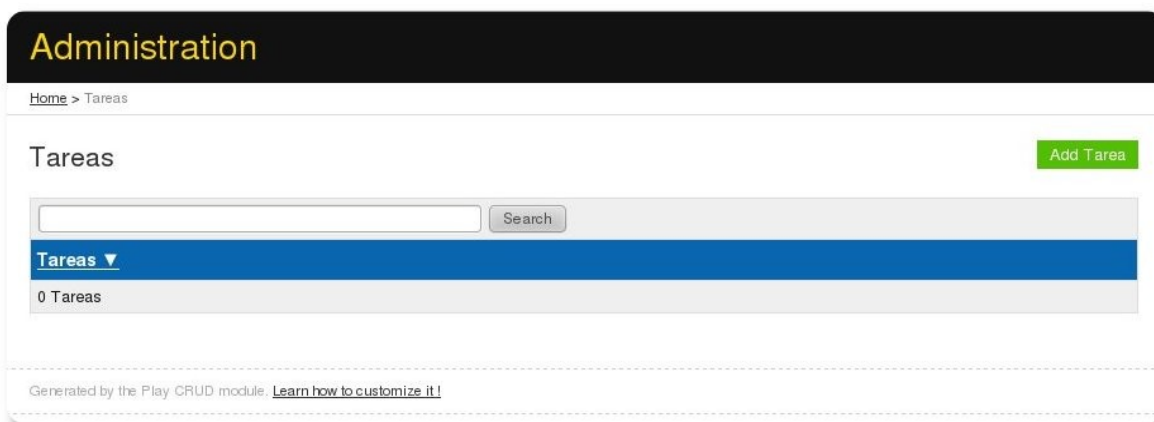 Administration
Home > Tareas
Tareas
Add Tarea
Search
Tareas ▼
0 Tareas
Generated by the Play CRUD module. Learn how to customize it !